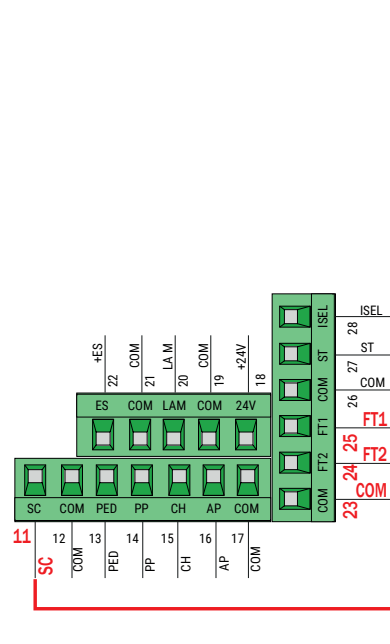 ISEL
28
ST
27
COM
26
FT1
25
FT2
24
COM
23
ISEL
ST
COM
FT1
FT2
COM
+ES
22
COM
21
LAM
20
COM
19
+24V
18
ES COM LAM COM 24V
SC COM PED PP CH AP COM
11 12 13 14 15 16 17
SC COM PED PP CH AP COM